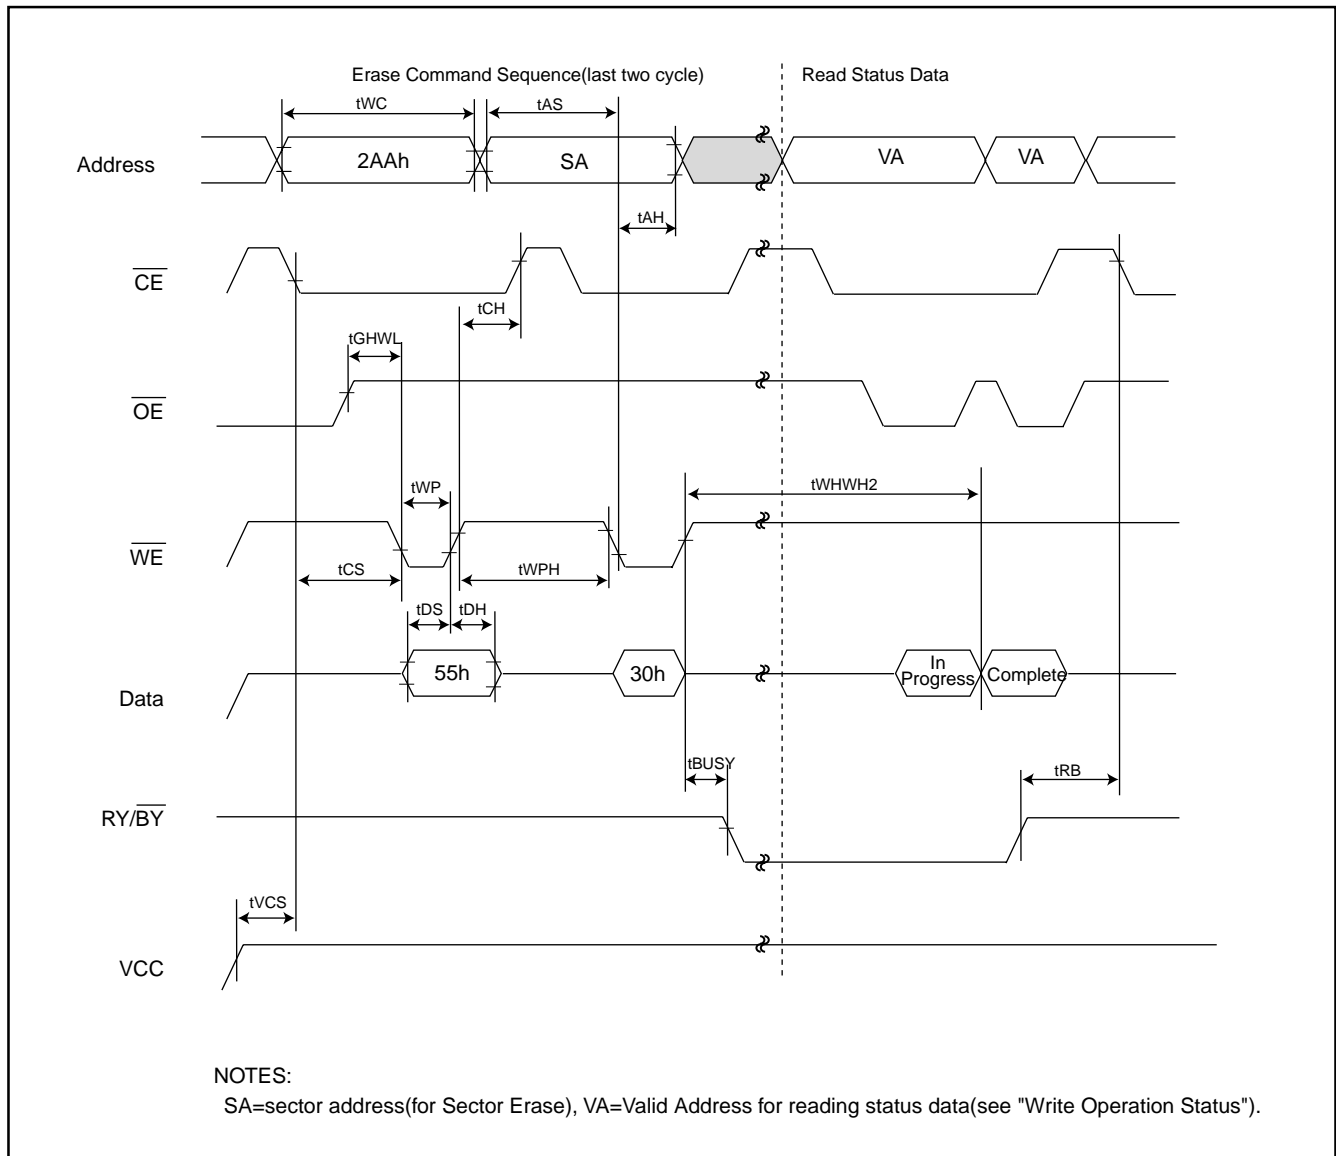 Erase Command Sequence(last two cycle) Read Status Data
tWC tAS
Address 2AAh SA VA VA
tAH
CE
tCH
tGHWL
OE
tWP tWHWH2
WE
tCS tWPH
tDS tDH
Data 55h 30h In Progress Complete
tBUSY tRB
RY/BY
tVCS
VCC
NOTES:
SA=sector address(for Sector Erase), VA=Valid Address for reading status data(see "Write Operation Status").